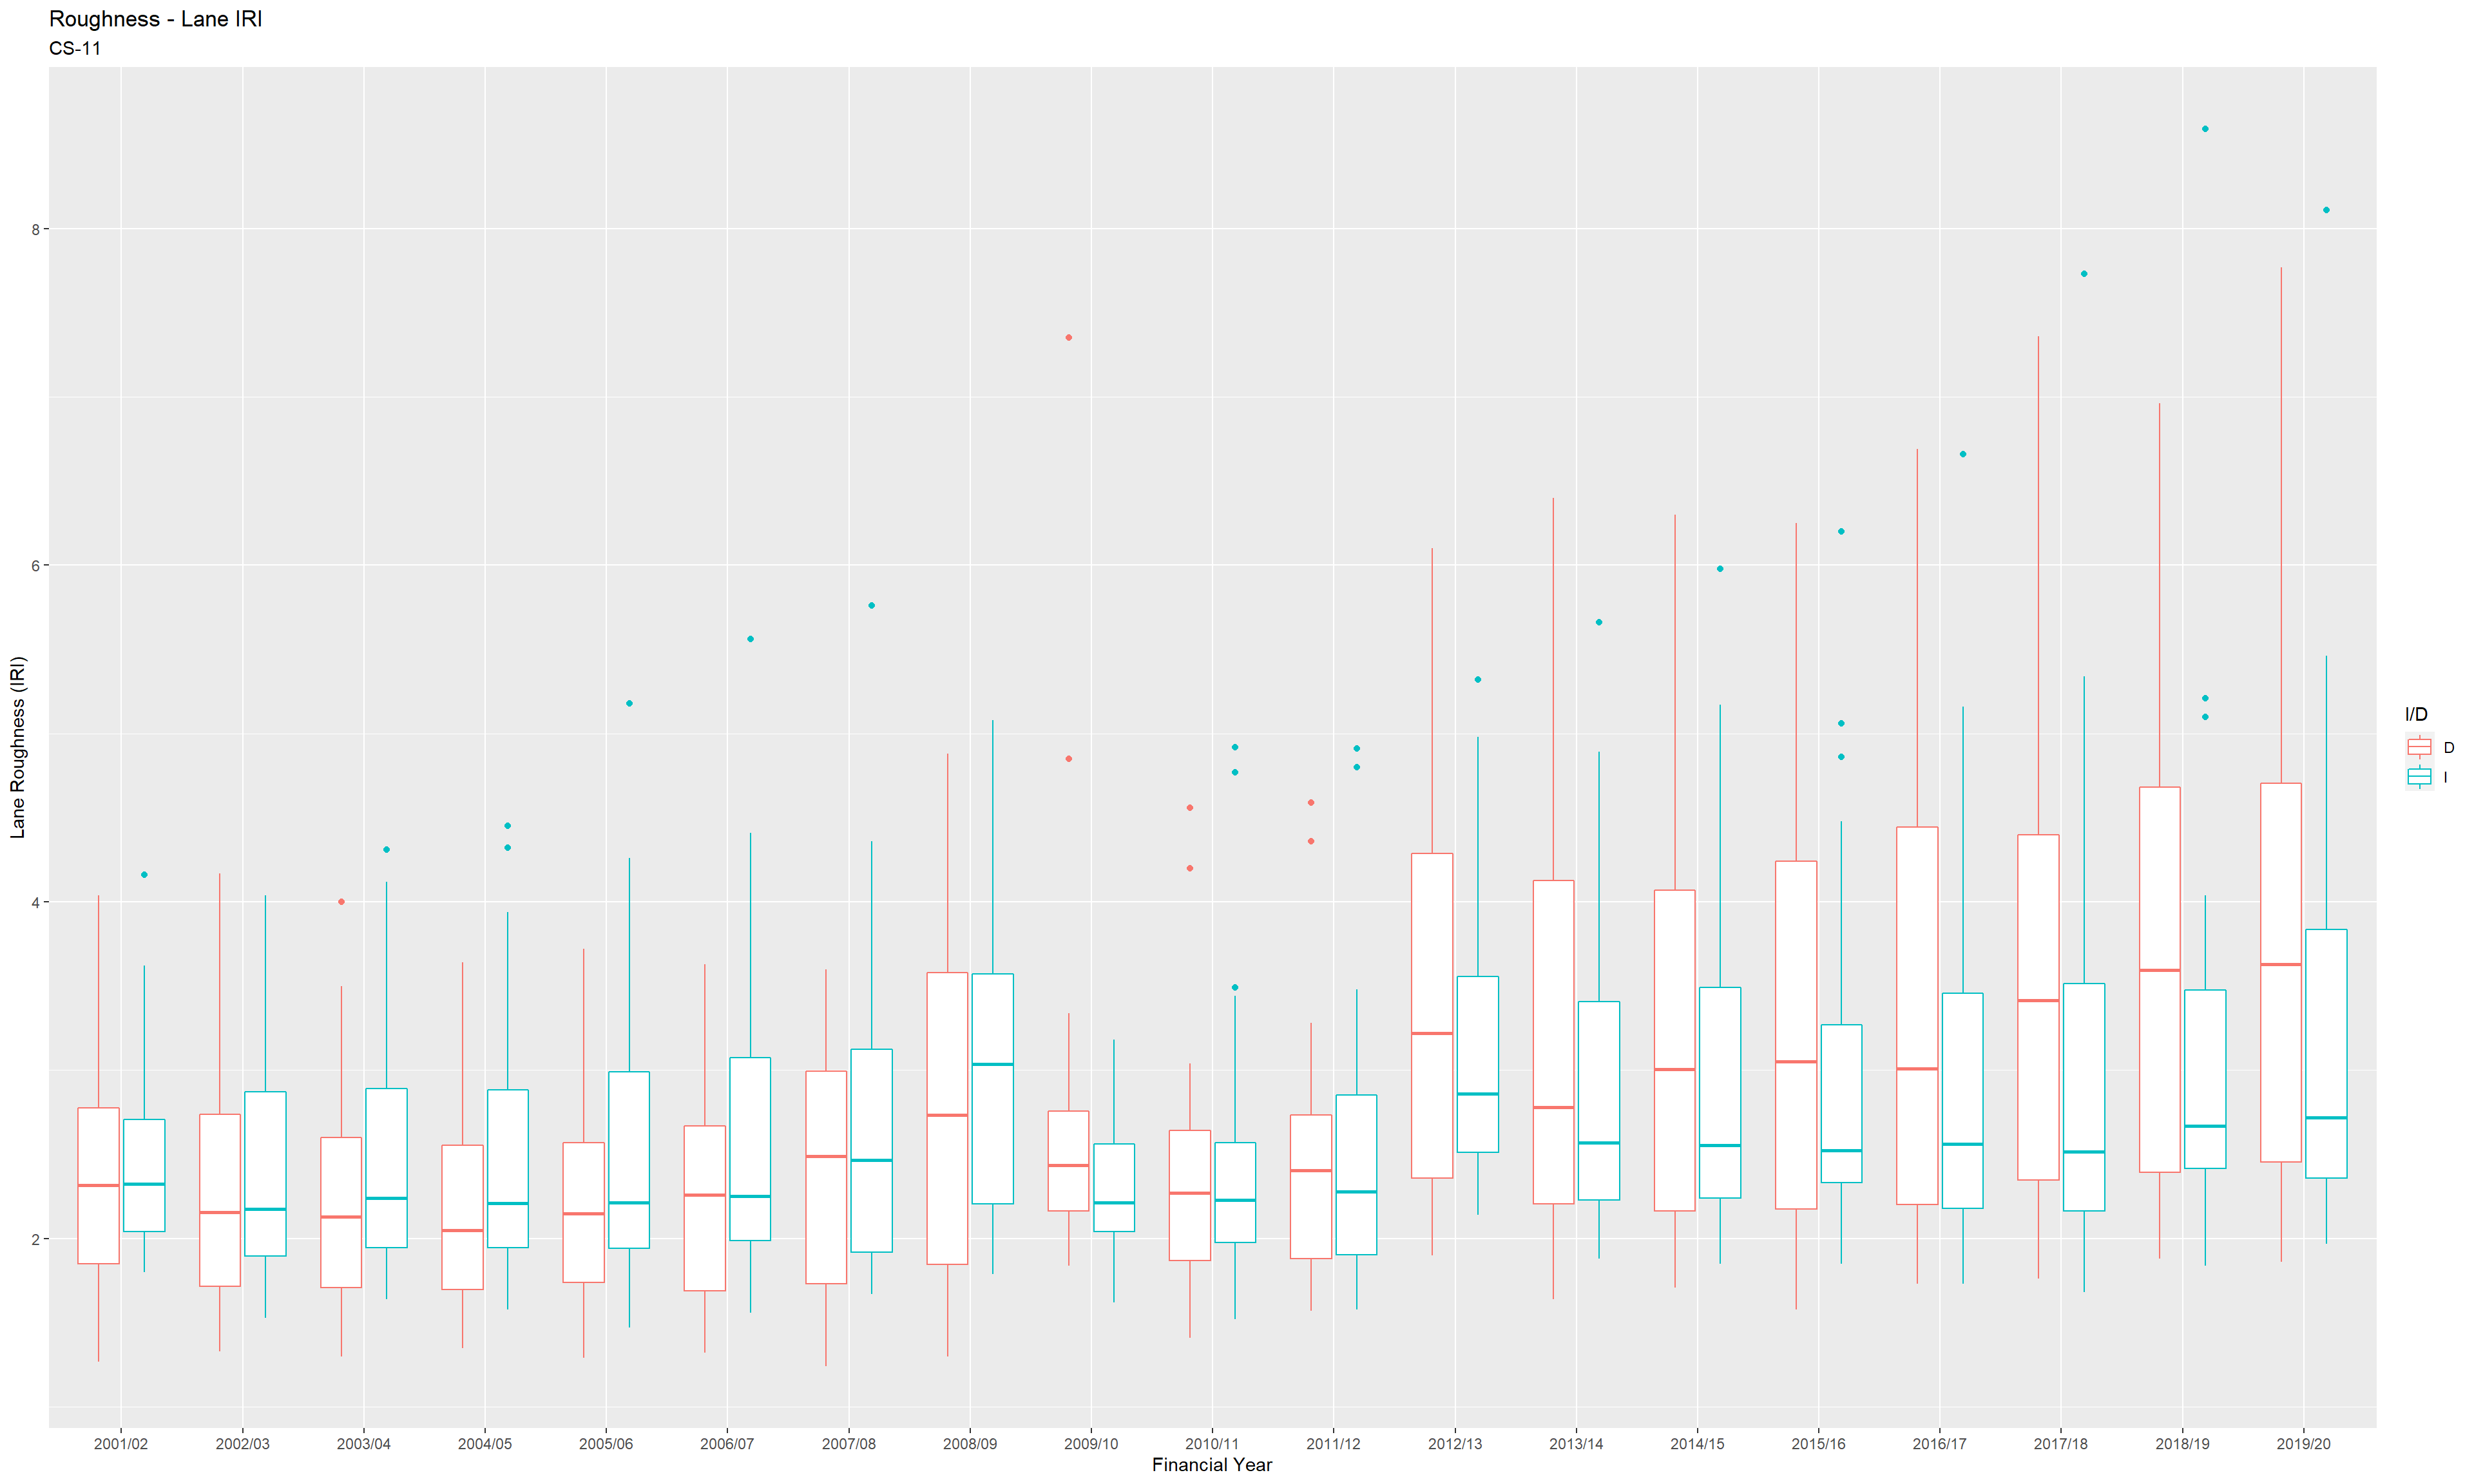 Roughness - Lane IRI
CS-11
Lane Roughness (IRI)
8
6
4
2
2001/02 2002/03 2003/04 2004/05 2005/06 2006/07 2007/08 2008/09 2009/10 2010/11 2011/12 2012/13 2013/14 2014/15 2015/16 2016/17 2017/18 2018/19 2019/20
Financial Year
I/D
D
I